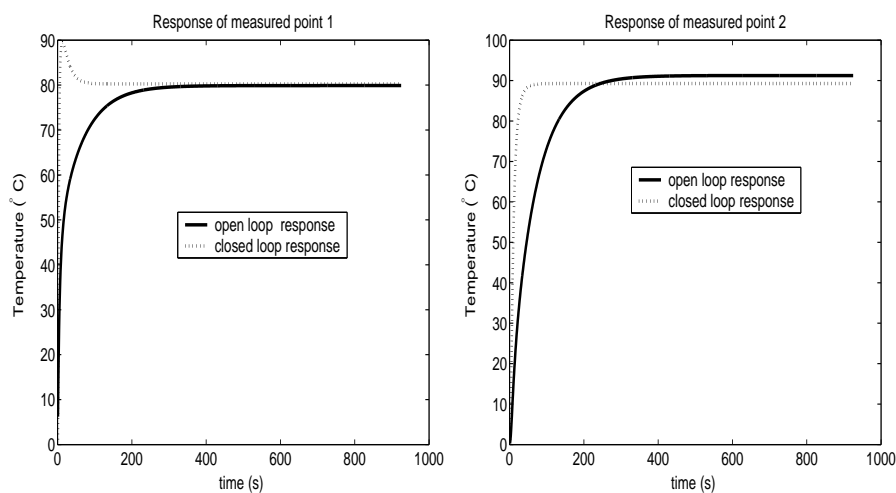 Response of measured point 1
90
80
70
60
50
40
30
20
10
0
Temperature (° C)
open loop response
closed loop response
0 200 400 600 800 1000
time (s)
Response of measured point 2
100
90
80
70
60
50
40
30
20
10
0
Temperature (° C)
open loop response
closed loop response
0 200 400 600 800 1000
time (s)